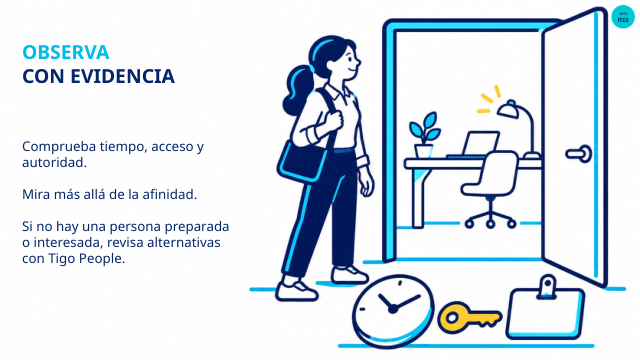 OBSERVA
CON EVIDENCIA
Comprueba tiempo, acceso y
autoridad.
Mira más allá de la afinidad.
Si no hay una persona preparada
o interesada, revisa alternativas
con Tigo People.
R10